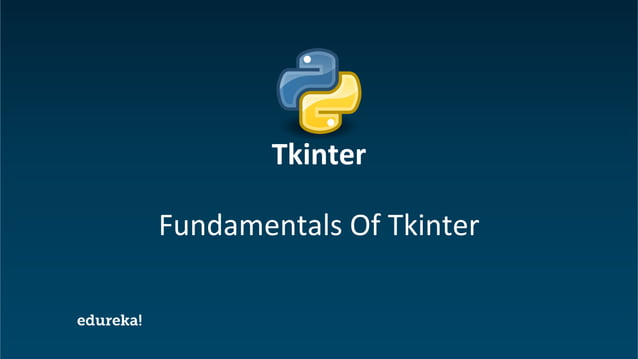 Tkinter
Fundamentals Of Tkinter
edureka!